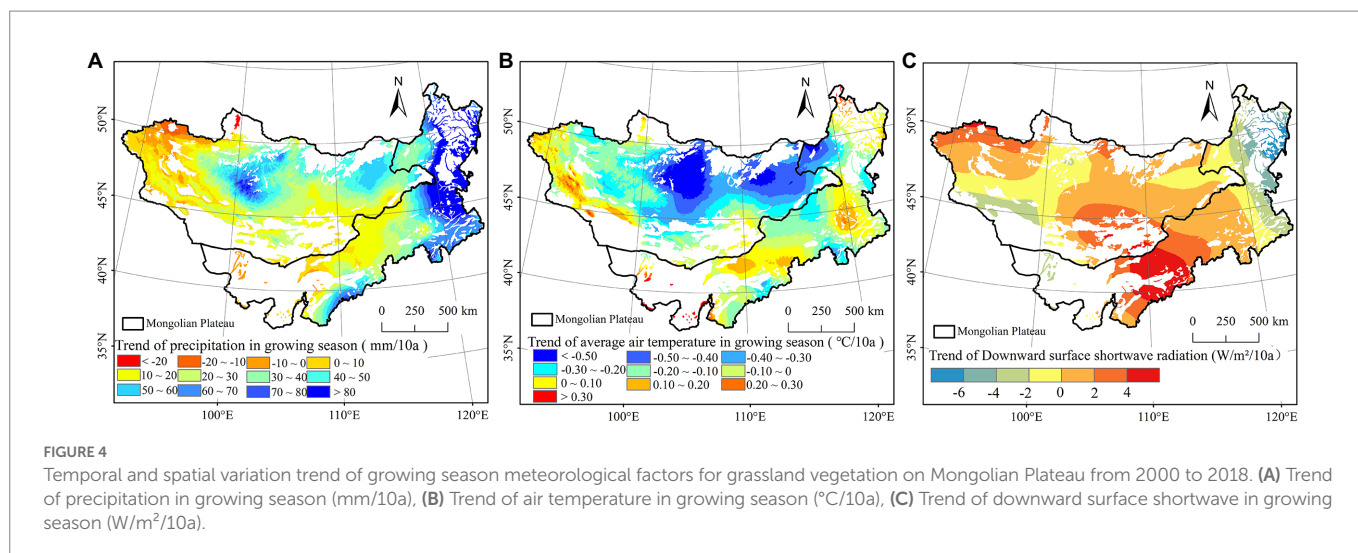 A
N
50°N
45°N
40°N
35°N
0 250 500 km
Mongolian Plateau
Trend of precipitation in growing season ( mm/10a )
< -20 -20 ~ -10 -10 ~ 0 0 ~ 10
10 ~ 20 20 ~ 30 30 ~ 40 40 ~ 50
50 ~ 60 60 ~ 70 70 ~ 80 > 80
100°E 110°E 120°E
B
N
50°N
45°N
40°N
35°N
0 250 500 km
Mongolian Plateau
Trend of average air temperature in growing season ( °C/10a)
< -0.50 -0.50 ~ -0.40 -0.40 ~ -0.30
-0.30 ~ -0.20 -0.20 ~ -0.10 -0.10 ~ 0
0 ~ 0.10 0.10 ~ 0.20 0.20 ~ 0.30
> 0.30
100°E 110°E 120°E
C
N
50°N
45°N
40°N
35°N
0 250 500 km
Mongolian Plateau
Trend of Downward surface shortwave radiation (W/m²/10a)
-6 -4 -2 0 2 4
100°E 110°E 120°E
FIGURE 4
Temporal and spatial variation trend of growing season meteorological factors for grassland vegetation on Mongolian Plateau from 2000 to 2018. (A) Trend
of precipitation in growing season (mm/10a), (B) Trend of air temperature in growing season (°C/10a), (C) Trend of downward surface shortwave in growing
season (W/m²/10a).